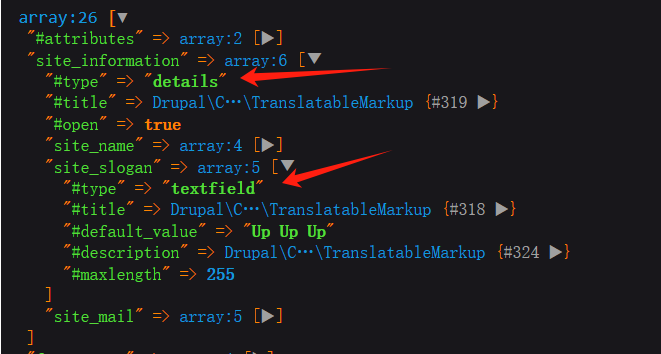 array:26 [▼
"#attributes" => array:2 [▶]
"site_information" => array:6 [▼
"#type" => "details"
"#title" => Drupal\C⋯\TranslatableMarkup {#319 ▶}
"#open" => true
"site_name" => array:4 [▶]
"site_slogan" => array:5 [▼
"#type" => "textfield"
"#title" => Drupal\C⋯\TranslatableMarkup {#318 ▶}
"#default_value" => "Up Up Up"
"#description" => Drupal\C⋯\TranslatableMarkup {#324 ▶}
"#maxlength" => 255
]
"site_mail" => array:5 [▶]
]